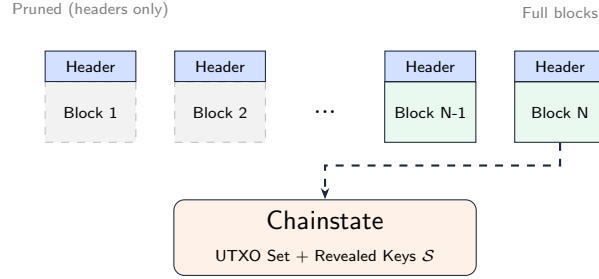 Pruned (headers only)
Full blocks
Header
Header
Header
Header
Block 1
Block 2
...
Block N-1
Block N
Chainstate
UTXO Set + Revealed Keys 𝒮